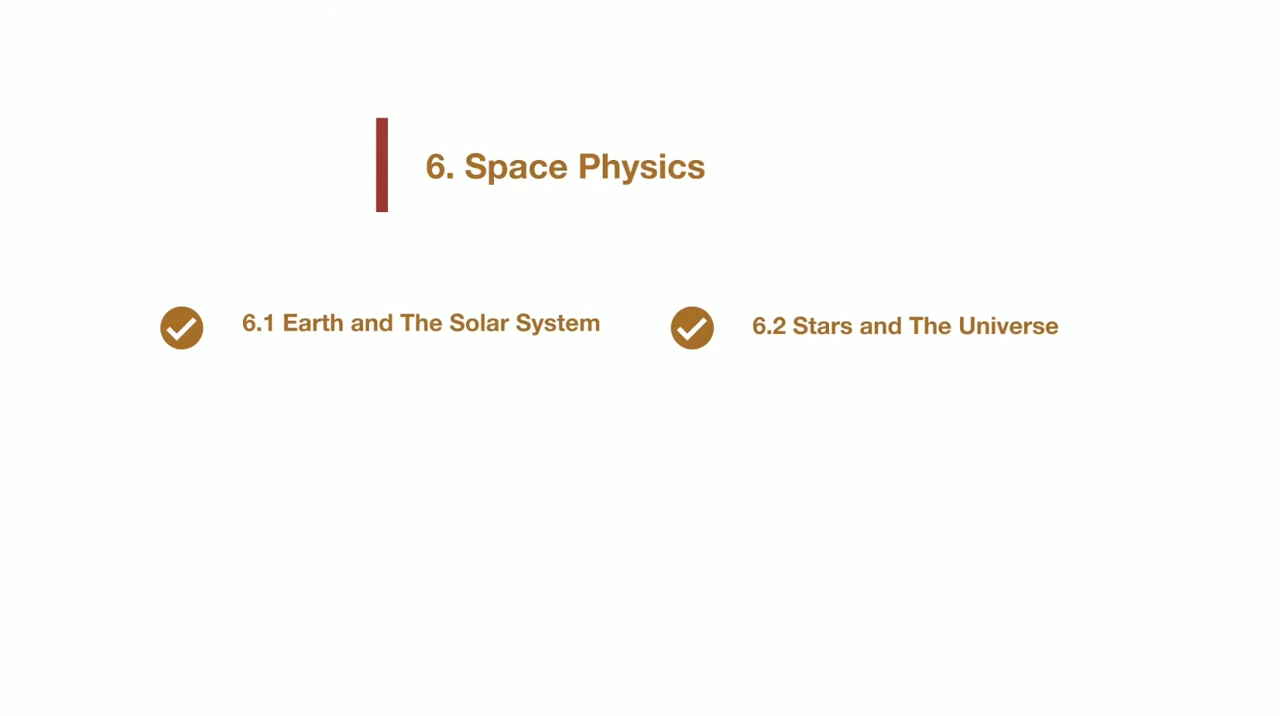 6. Space Physics
6.1 Earth and The Solar System
6.2 Stars and The Universe